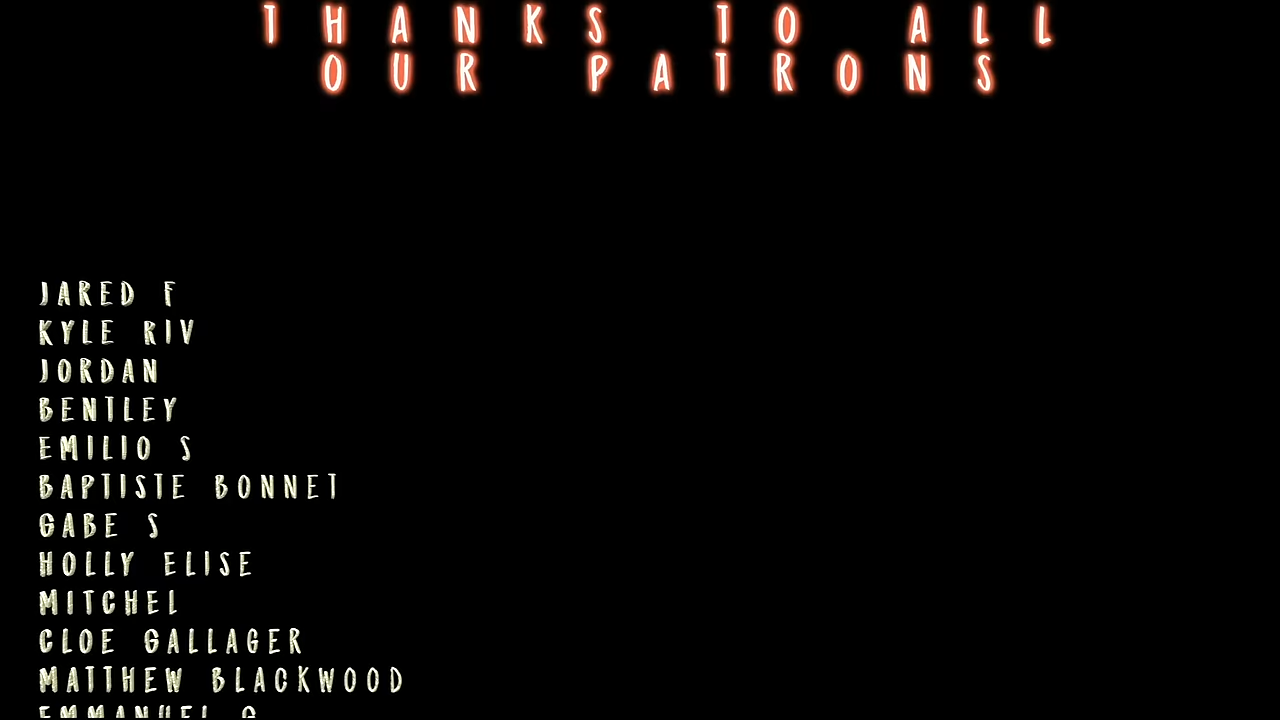 THANKS TO ALL
OUR PATRONS
JARED F
KYLE RIV
JORDAN
BENTLEY
EMILIO S
BAPTISTE BONNET
GABE S
HOLLY ELISE
MITCHEL
CLOE GALLAGER
MATTHEW BLACKWOOD
EMMANUEL